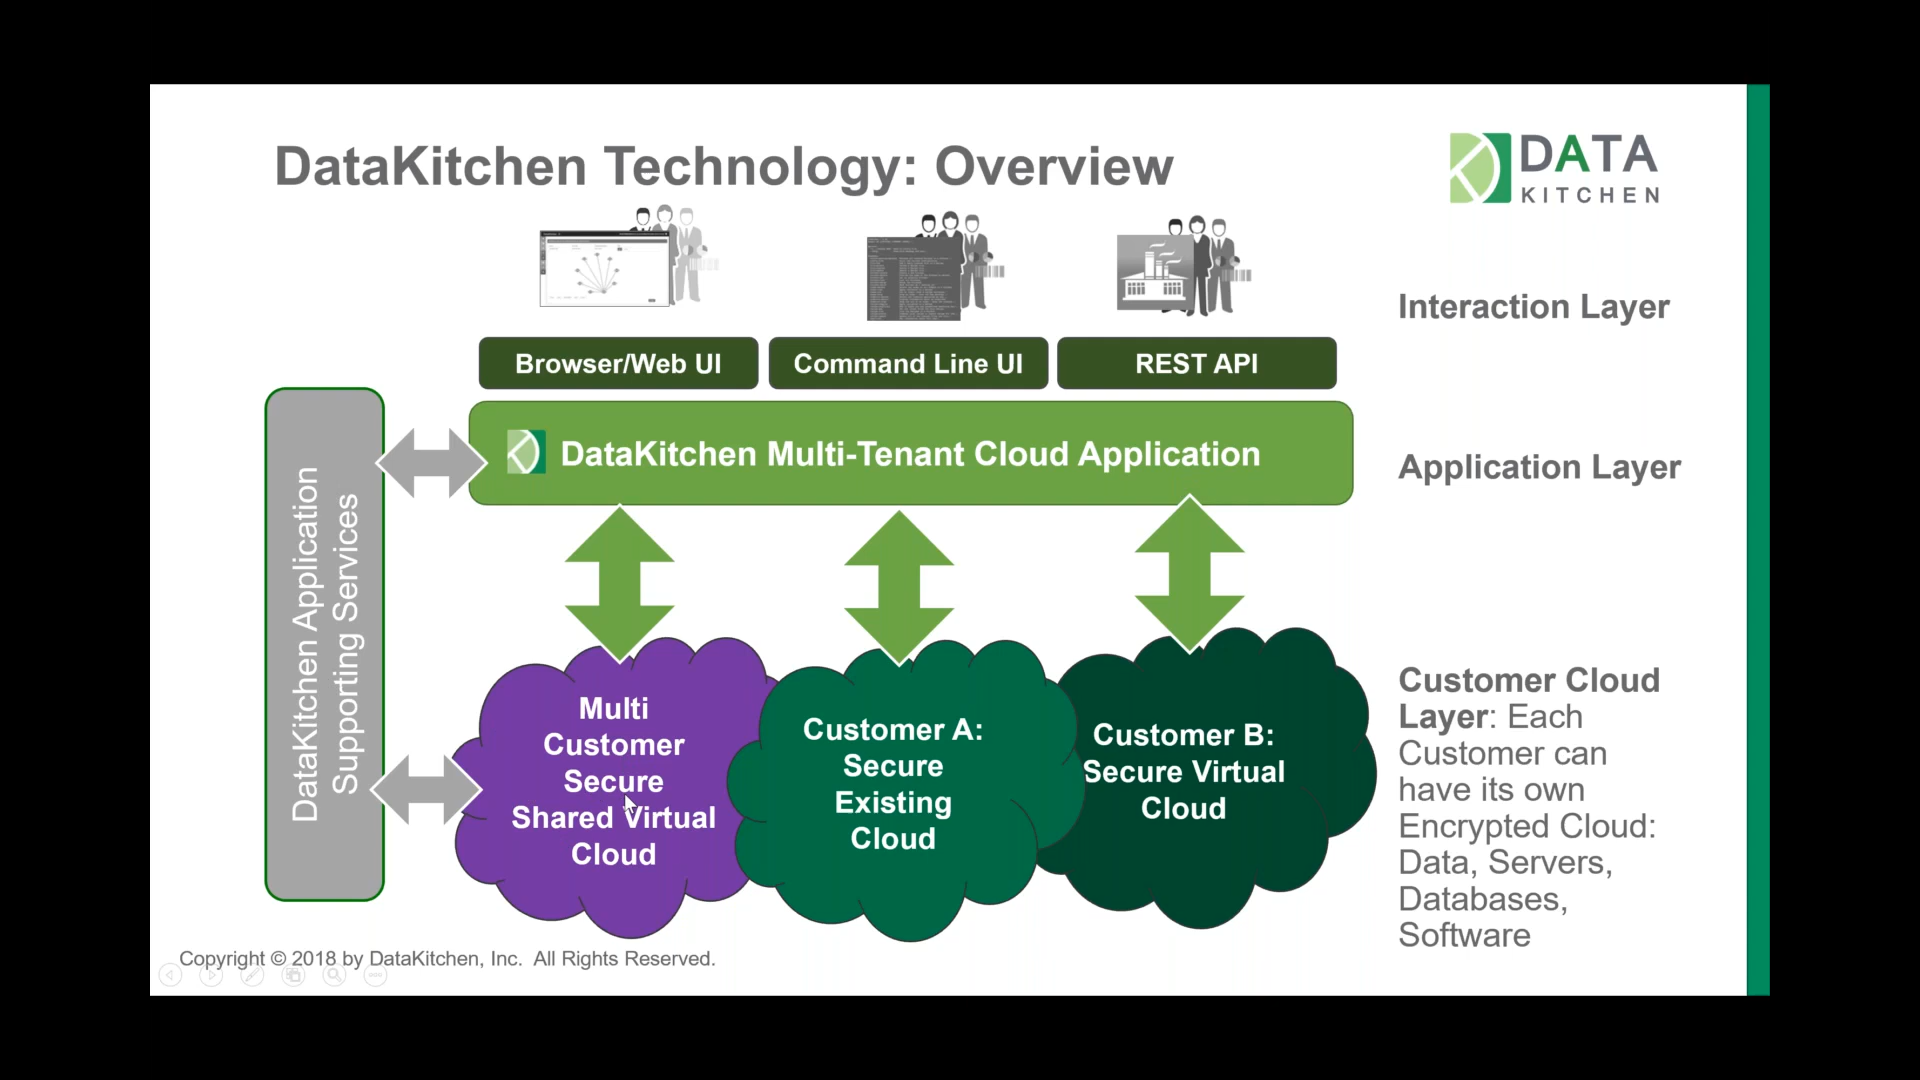 DataKitchen Technology: Overview
DATA
KITCHEN
Interaction Layer
Browser/Web UI
Command Line UI
REST API
DataKitchen Multi-Tenant Cloud Application
Application Layer
DataKitchen Application
Supporting Services
Multi
Customer
Secure
Shared Virtual
Cloud
Customer A:
Secure
Existing
Cloud
Customer B:
Secure Virtual
Cloud
Customer Cloud
Layer: Each
Customer can
have its own
Encrypted Cloud:
Data, Servers,
Databases,
Software
Copyright © 2018 by DataKitchen, Inc.  All Rights Reserved.